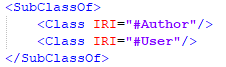 <SubClassOf>
    <Class IRI="#Author"/>
    <Class IRI="#User"/>
</SubClassOf>